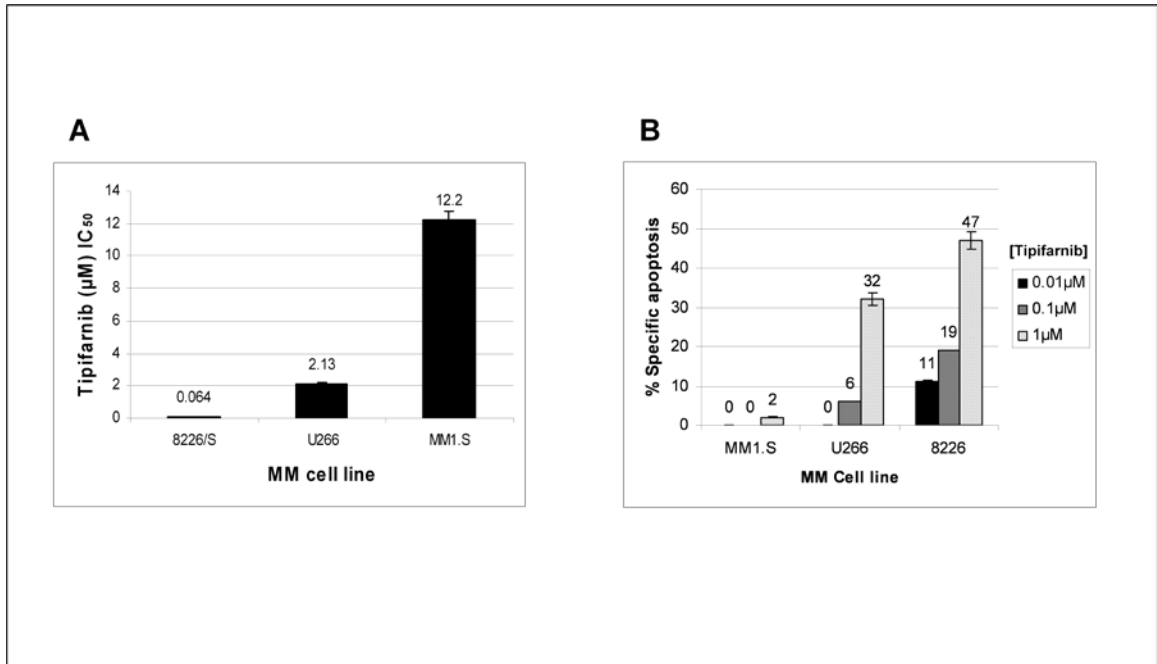 A
Tipifarnib (µM) IC50
14
12
10
8
6
4
2
0
0.064
2.13
12.2
8226/S U266 MM1.S
MM cell line
B
% Specific apoptosis
60
50
40
30
20
10
0
0 0 2
0 6 32
11 19 47
MM1.S U266 8226
MM Cell line
[Tipifarnib]
0.01µM
0.1µM
1µM